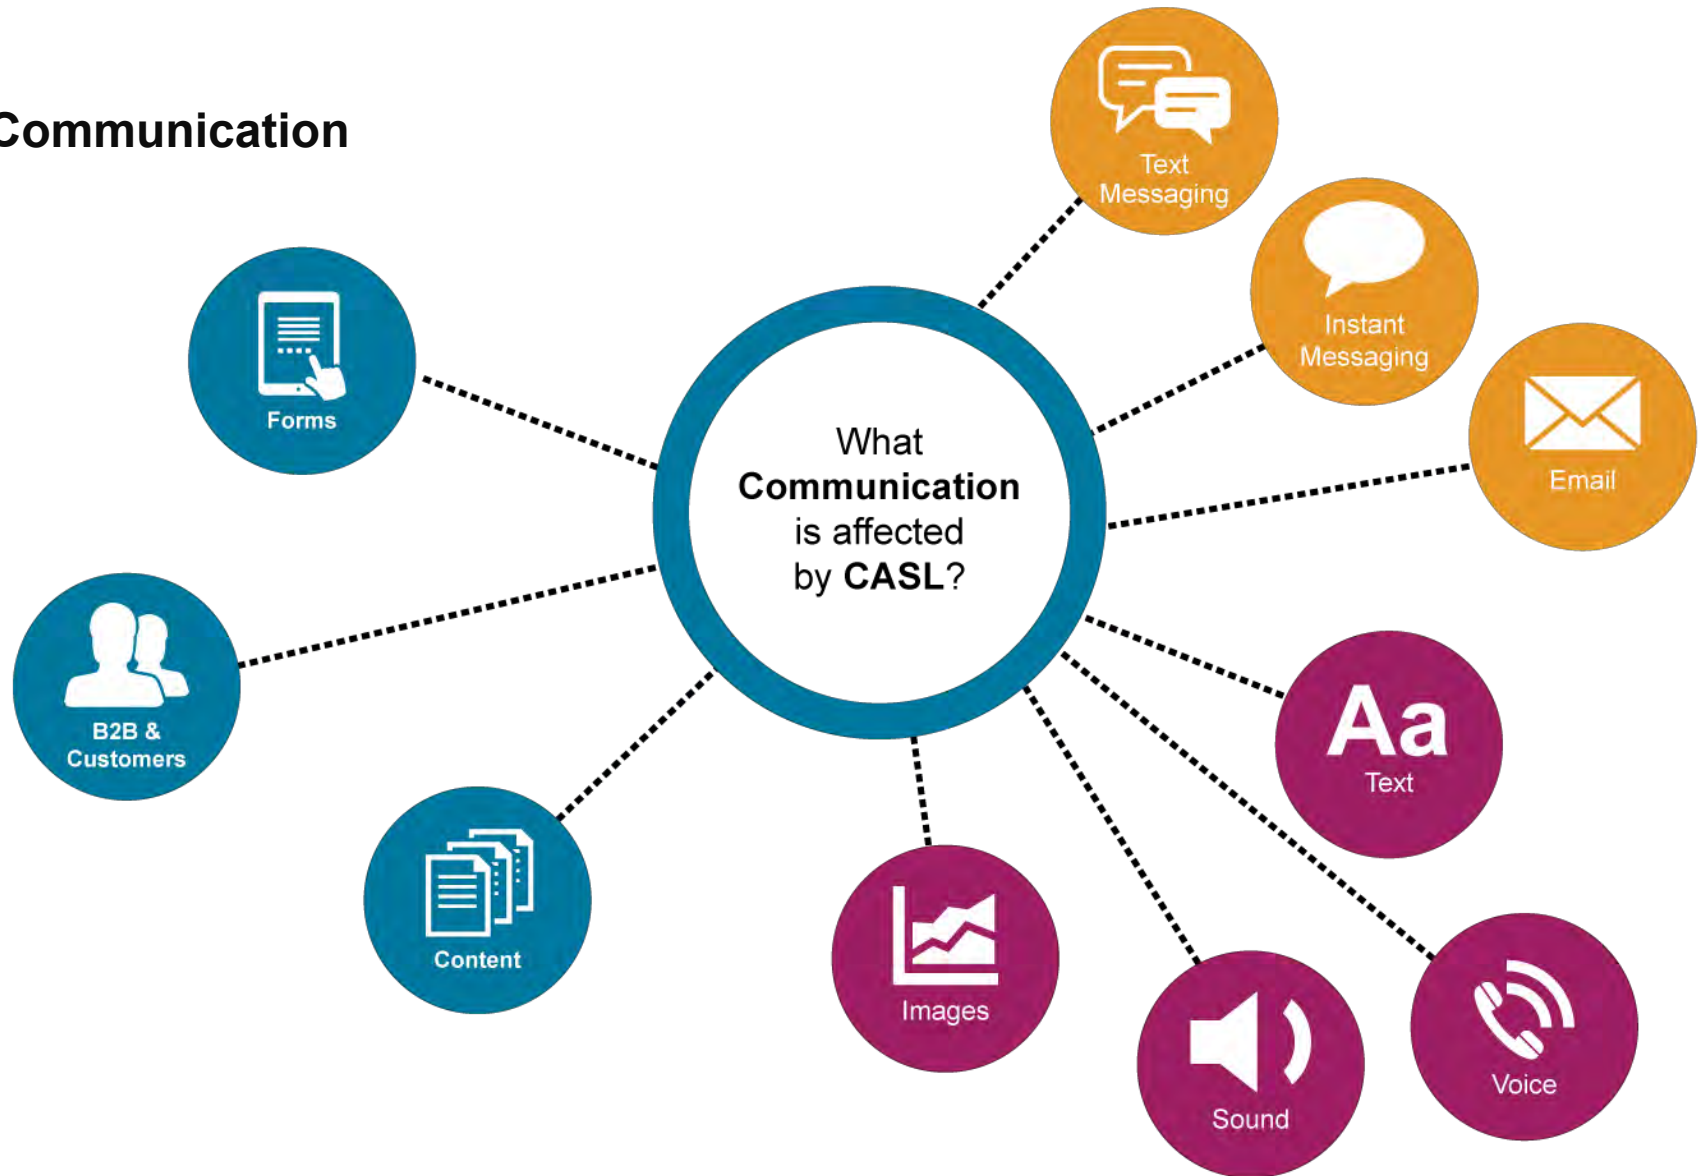 Communication
Text
Messaging
Instant
Messaging
Email
Forms
What
Communication
is affected
by CASL?
B2B &
Customers
Aa
Text
Content
Images
Sound
Voice